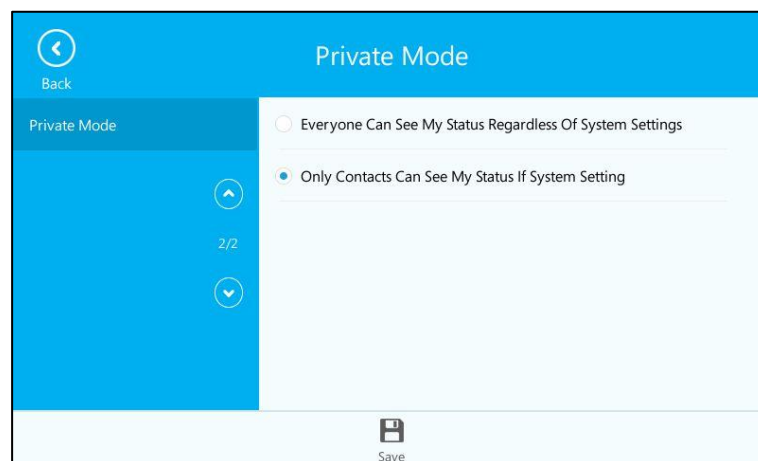 Private Mode
Back
Private Mode
Everyone Can See My Status Regardless Of System Settings
Only Contacts Can See My Status If System Setting
2/2
Save